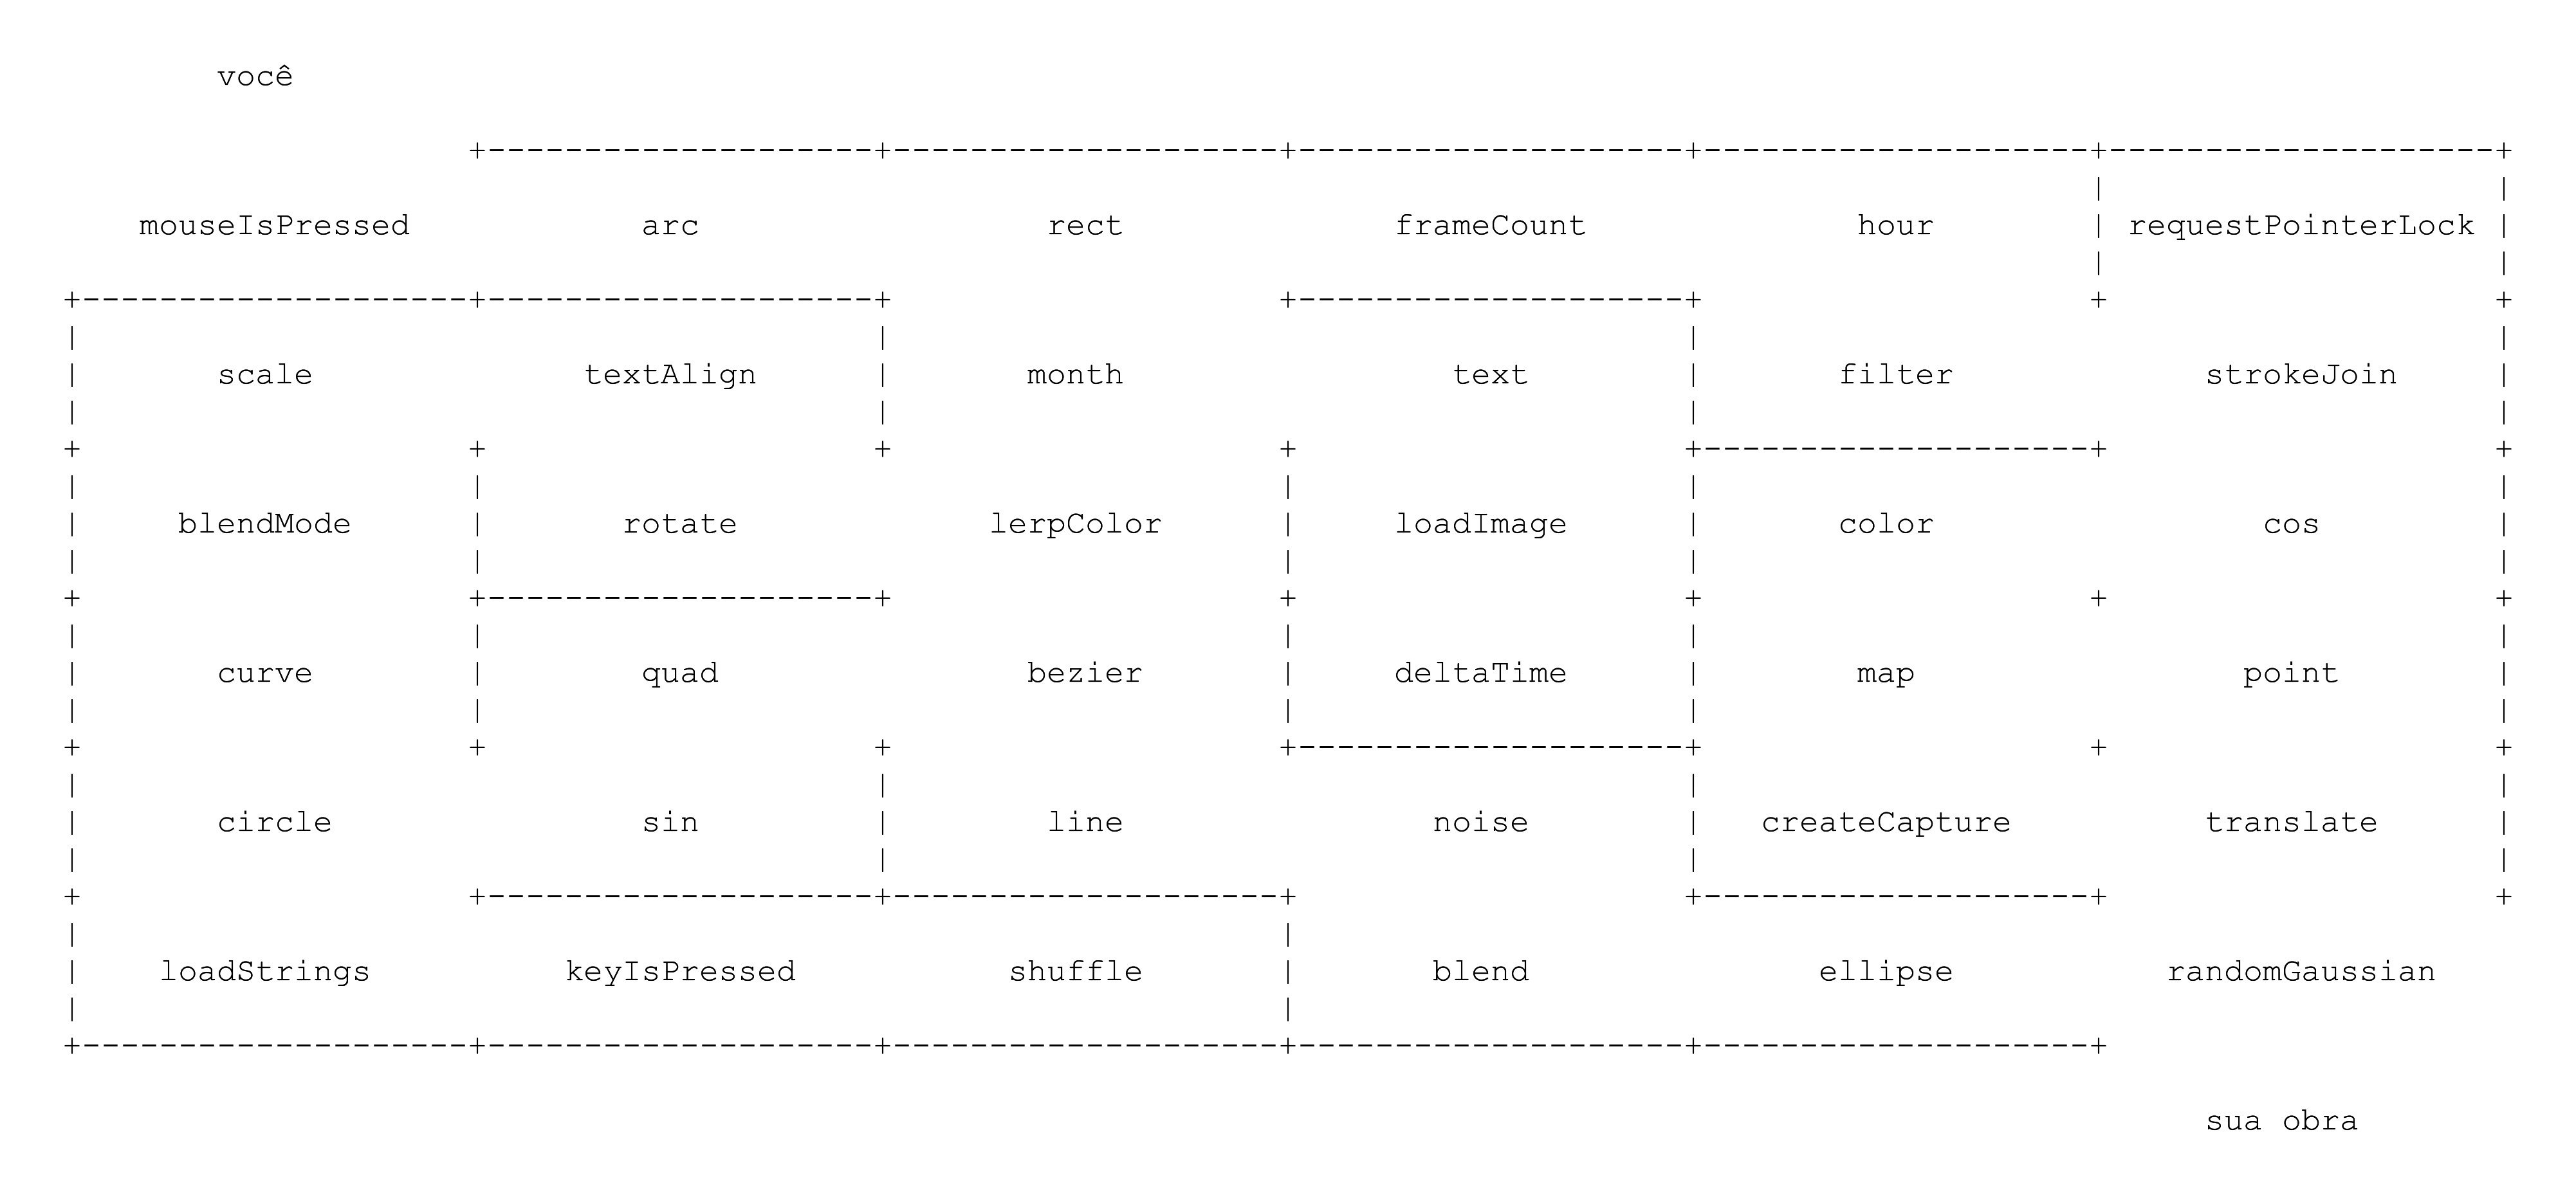 você
mouseIsPressed arc rect frameCount hour requestPointerLock
scale textAlign month text filter strokeJoin
blendMode rotate lerpColor loadImage color cos
curve quad bezier deltaTime map point
circle sin line noise createCapture translate
loadStrings keyIsPressed shuffle blend ellipse randomGaussian
sua obra